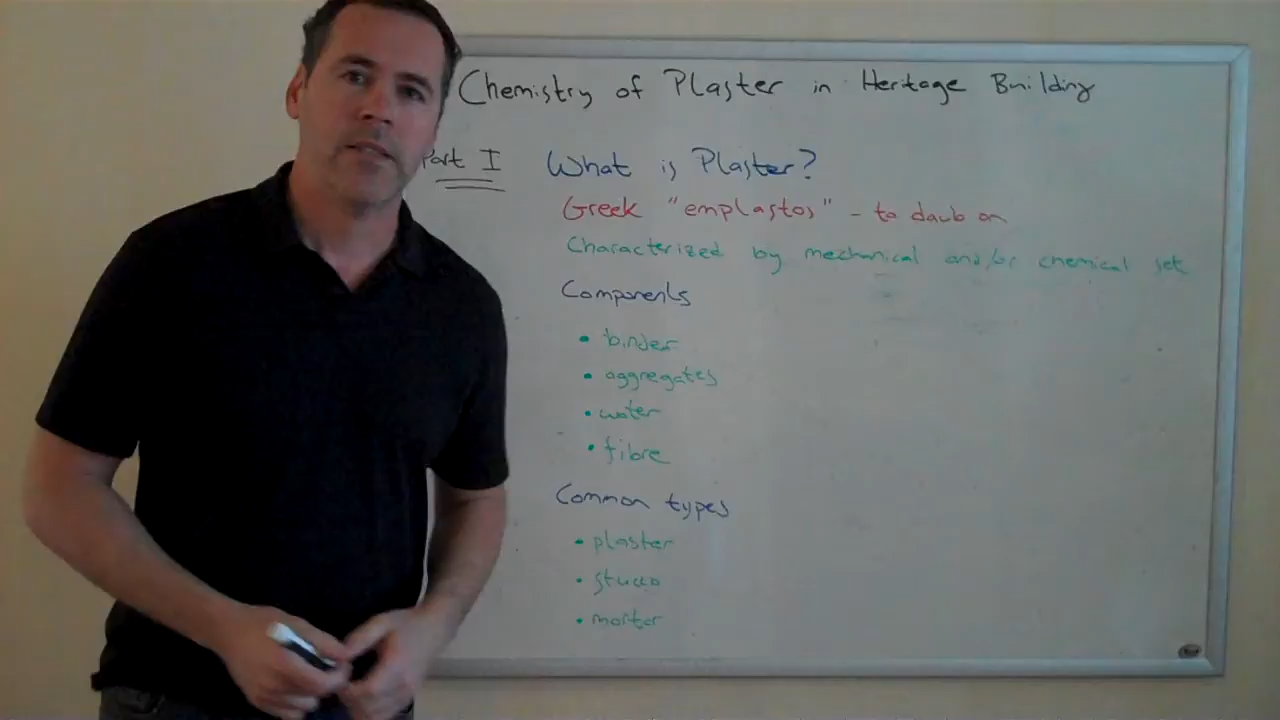 Chemistry of Plaster in Heritage Building
Part I What is Plaster?
Greek "emplastos" - to daub on
Characterized by mechanical and/or chemical set
Components
• binder
• aggregates
• water
• fibre
Common types
• plaster
• stucco
• mortar